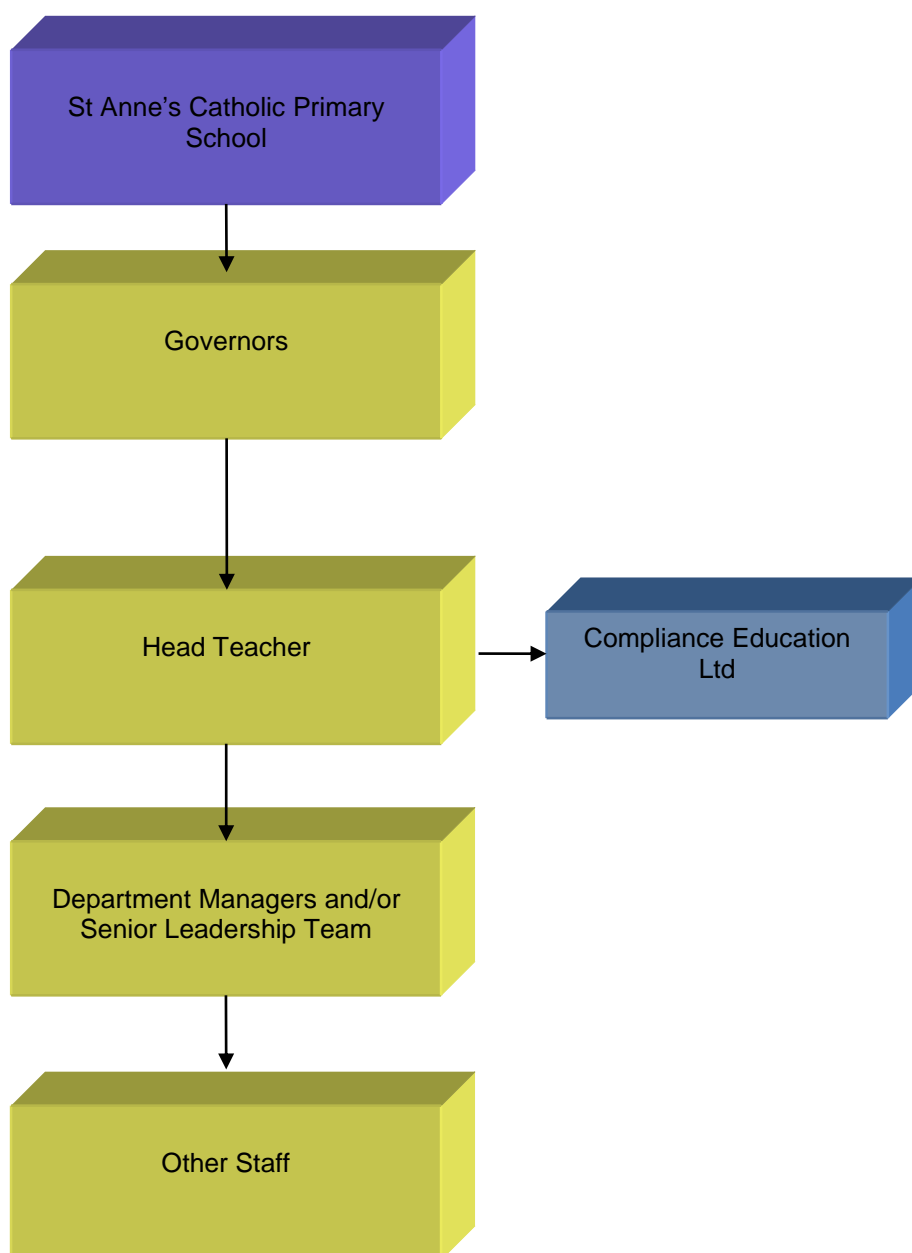 St Anne’s Catholic Primary
School
Governors
Head Teacher
Compliance Education
Ltd
Department Managers and/or
Senior Leadership Team
Other Staff